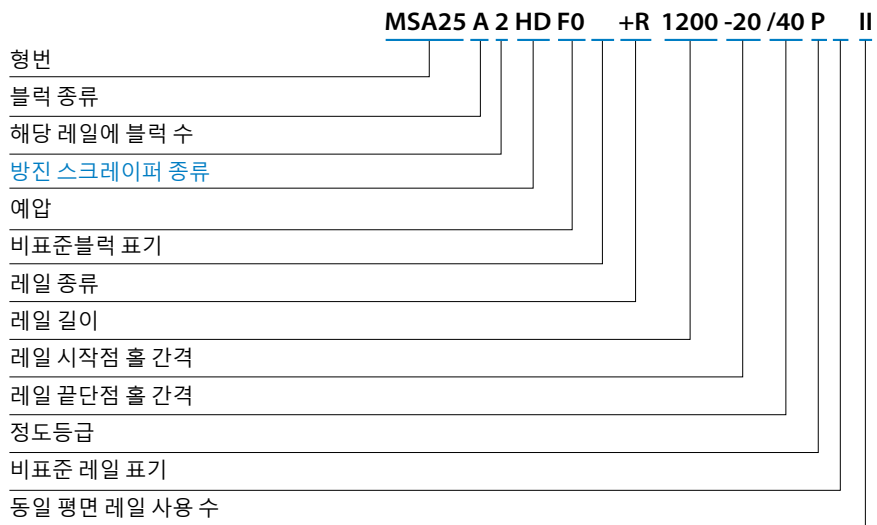 MSA25 A 2 HD F0 +R 1200 -20 /40 P II
형번
블럭 종류
해당 레일에 블럭 수
방진 스크레이퍼 종류
예압
비표준블럭 표기
레일 종류
레일 길이
레일 시작점 홀 간격
레일 끝단점 홀 간격
정도등급
비표준 레일 표기
동일 평면 레일 사용 수